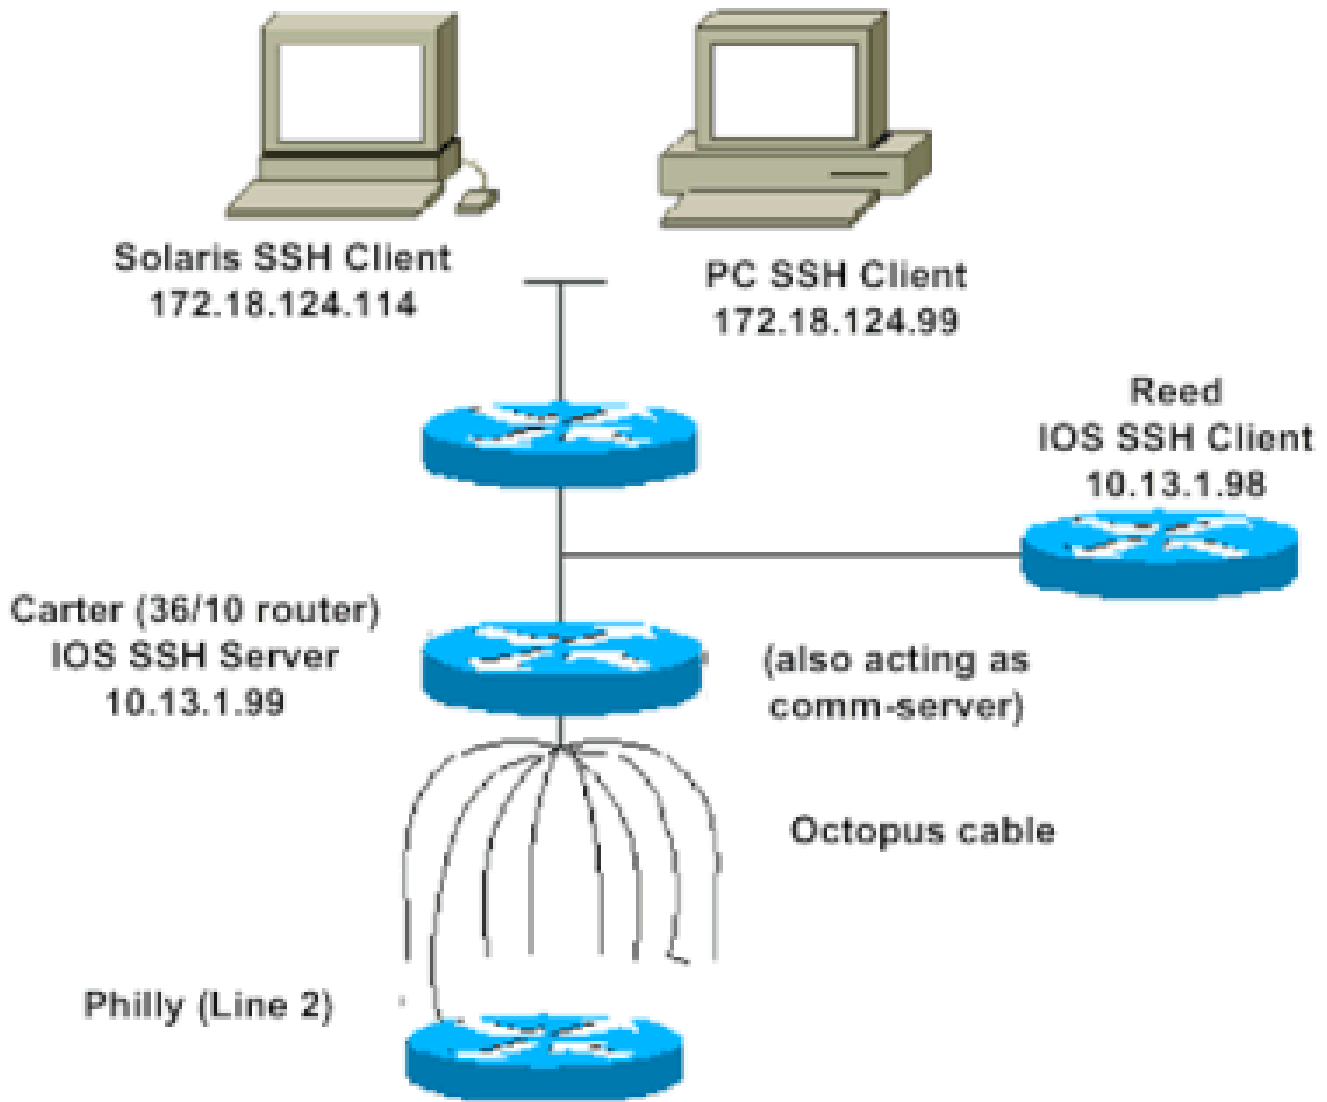 Solaris SSH Client
172.18.124.114
PC SSH Client
172.18.124.99
Reed
IOS SSH Client
10.13.1.98
Carter (36/10 router)
IOS SSH Server
10.13.1.99
(also acting as
comm-server)
Octopus cable
Philly (Line 2)